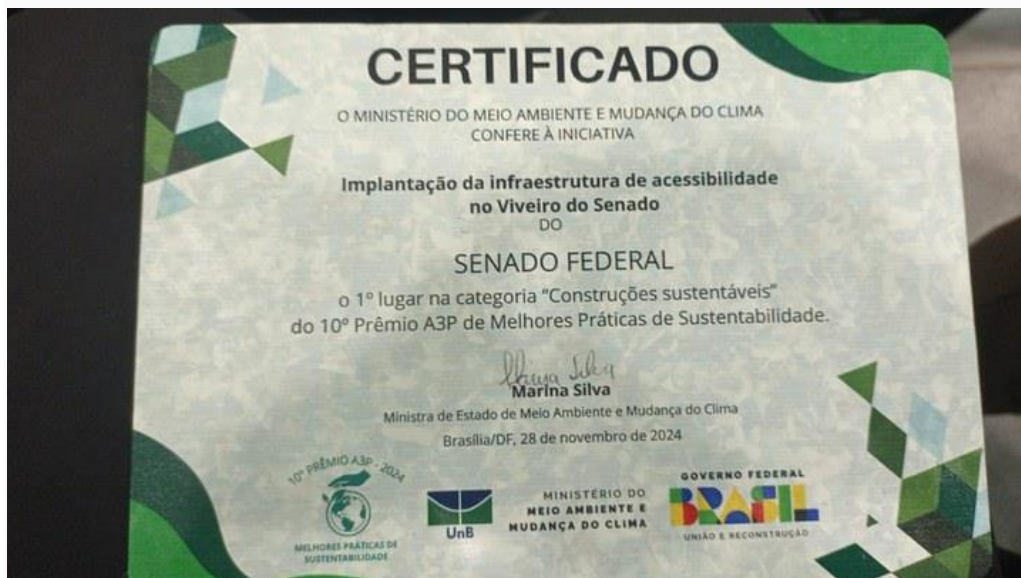 CERTIFICADO
O MINISTÉRIO DO MEIO AMBIENTE E MUDANÇA DO CLIMA
CONFERE À INICIATIVA
Implantação da infraestrutura de acessibilidade
no Viveiro do Senado
DO
SENADO FEDERAL
o 1º lugar na categoria “Construções sustentáveis”
do 10º Prêmio A3P de Melhores Práticas de Sustentabilidade.
Marina Silva
Marina Silva
Ministra de Estado de Meio Ambiente e Mudança do Clima
Brasília/DF, 28 de novembro de 2024
10º PRÊMIO A3P - 2024
MELHORES PRÁTICAS DE
SUSTENTABILIDADE
UnB
MINISTÉRIO DO
MEIO AMBIENTE E
MUDANÇA DO CLIMA
GOVERNO FEDERAL
BRASIL
UNIÃO E RECONSTRUÇÃO